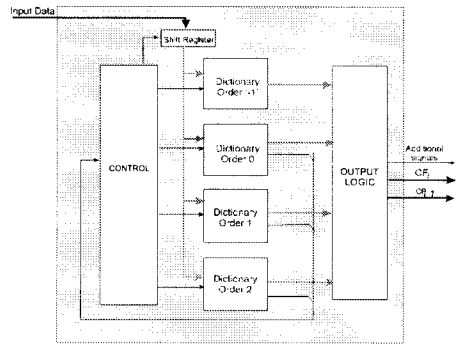 Input Data
Shift Register
Dictionary
Order -1
Dictionary
Order 0
CONTROL
OUTPUT
LOGIC
Additional
signals
CF
Dictionary
Order 1
Dictionary
Order 2